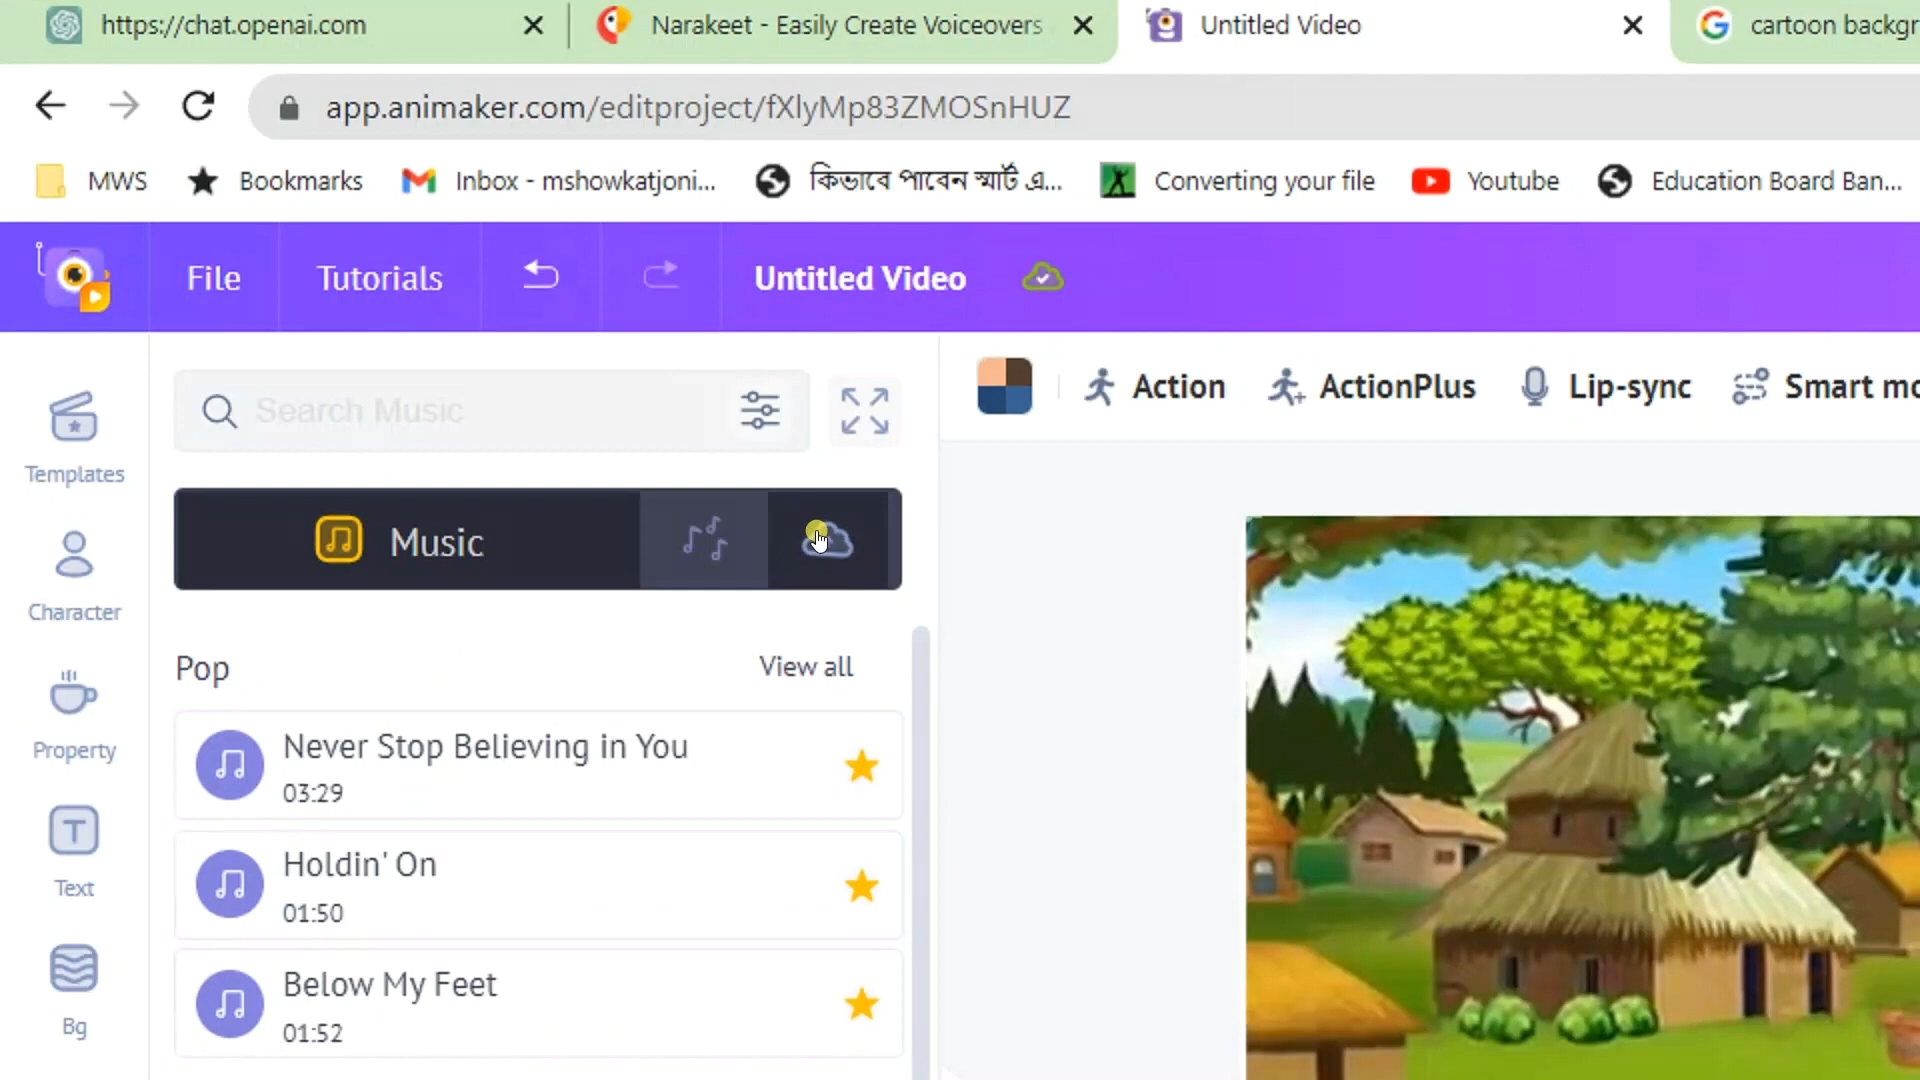 https://chat.openai.com
Narakeet - Easily Create Voiceovers
Untitled Video
cartoon backgr
app.animaker.com/editproject/fXlyMp83ZMOSnHUZ
MWS
Bookmarks
Inbox - mshowkatjoni...
কিভাবে পাবেন স্মার্ট এ...
Converting your file
Youtube
Education Board Ban...
File
Tutorials
Untitled Video
Search Music
Action
ActionPlus
Lip-sync
Smart mo
Templates
Music
Character
Pop
View all
Property
Never Stop Believing in You
03:29
Text
Holdin' On
01:50
Bg
Below My Feet
01:52